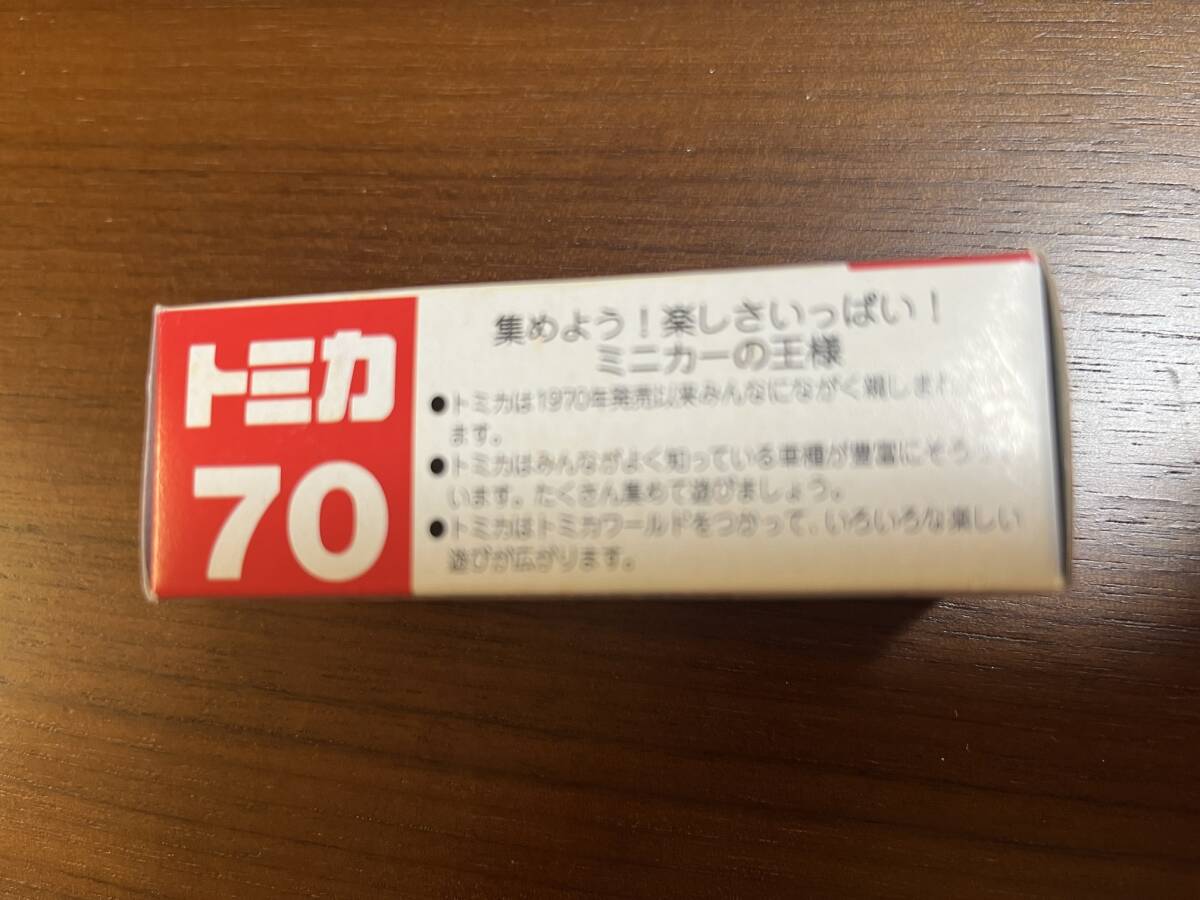 トミカ
70
集めよう!楽しさいっぱい!
ミニカーの王様
●トミカは1970年発売以来みんなにながく親しまれ
ます。
●トミカはみんながよく知っている車種が豊富にそろ
います。たくさん集めて遊びましょう。
●トミカはトミカワールドをつかって、いろいろな楽しい
遊びが広がります。